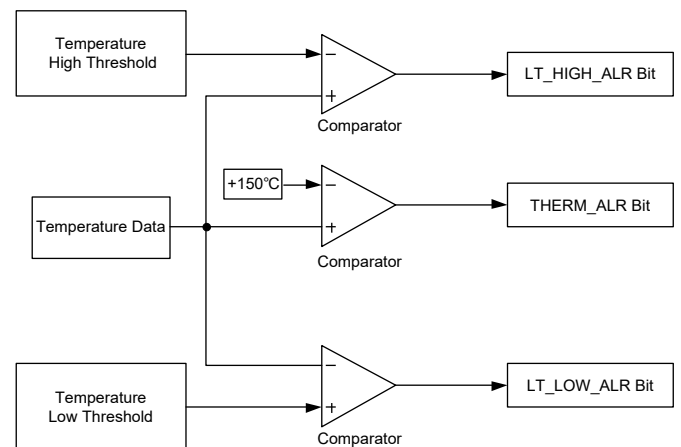 Temperature
High Threshold
−
+
Comparator
LT_HIGH_ALR Bit
+150℃
−
+
Comparator
THERM_ALR Bit
Temperature Data
Temperature
Low Threshold
−
+
Comparator
LT_LOW_ALR Bit